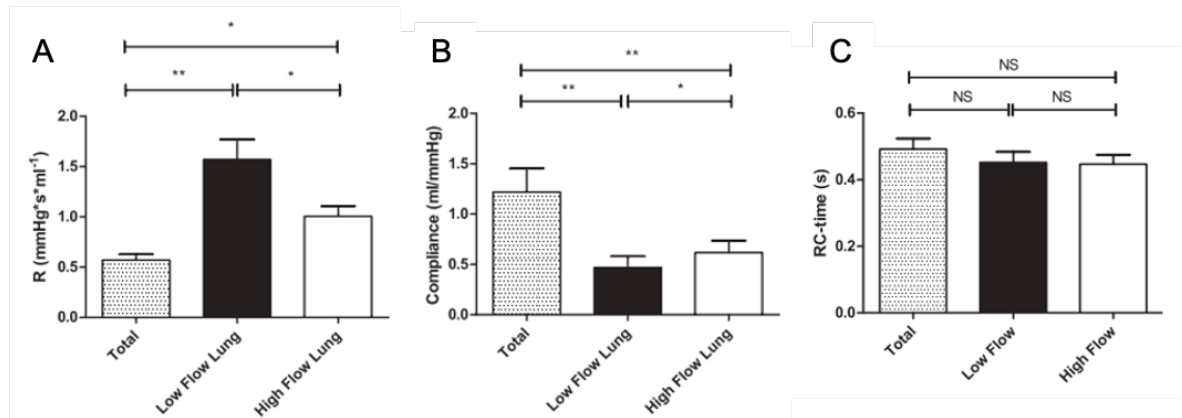 A
*
**
*
R (mmHg*s*ml-1)
2.0
1.5
1.0
0.5
0.0
Total
Low Flow Lung
High Flow Lung
B
**
**
*
Compliance (ml/mmHg)
2.0
1.5
1.0
0.5
0.0
Total
Low Flow Lung
High Flow Lung
C
NS
NS
NS
RC-time (s)
0.6
0.4
0.2
0.0
Total
Low Flow
High Flow